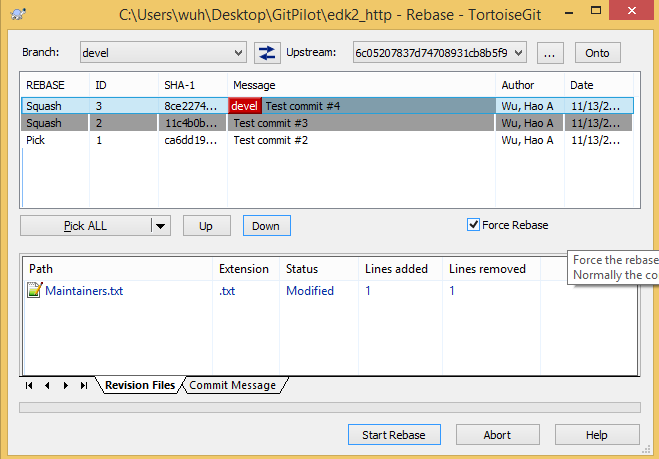 C:\Users\wuh\Desktop\GitPilot\edk2_http - Rebase - TortoiseGit
Branch: devel Upstream: 6c05207837d74708931cb8b5f9 ... Onto
REBASE ID SHA-1 Message Author Date
Squash 3 8ce2274... devel Test commit #4 Wu, Hao A 11/13/2...
Squash 2 11c4b0b... Test commit #3 Wu, Hao A 11/13/2...
Pick 1 ca6dd19... Test commit #2 Wu, Hao A 11/13/2...
Pick ALL Up Down Force Rebase
Force the rebase
Normally the co
Path Extension Status Lines added Lines removed
Maintainers.txt .txt Modified 1 1
Revision Files Commit Message
Start Rebase Abort Help